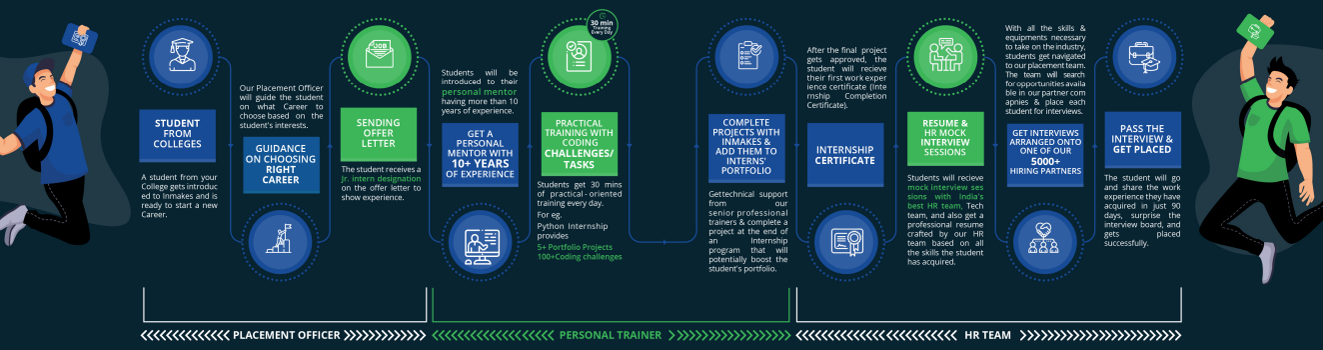 STUDENT
FROM
COLLEGES
A student from your
College gets introduc
ed to Inmakes and is
ready to start a new
Career.
Our Placement Officer
will guide the student
on what Career to
choose based on the
student's interests.
GUIDANCE
ON CHOOSING
RIGHT
CAREER
JOB
SENDING
OFFER
LETTER
The student receives a
Jr. intern designation
on the offer letter to
show experience.
Students will be
introduced to their
personal mentor
having more than 10
years of experience.
GET A
PERSONAL
MENTOR WITH
10+ YEARS
OF EXPERIENCE
30 min
Training
Every Day
PRACTICAL
TRAINING WITH
CODING
CHALLENGES/
TASKS
Students get 30 mins
of practical - oriented
training every day.
For eg.
Python Internship
provides
5+ Portfolio Projects
100+Coding challenges
COMPLETE
PROJECTS WITH
INMAKES &
ADD THEM TO
INTERNS'
PORTFOLIO
Get technical support
from our
senior professional
trainers & complete a
project at the end of
an Internship
program that will
potentially boost the
student's portfolio.
After the final project
gets approved, the
student will recieve
their first work exper
ience certificate (Inte
rnship Completion
Certificate).
INTERNSHIP
CERTIFICATE
RESUME &
HR MOCK
INTERVIEW
SESSIONS
Students will recieve
mock interview ses
sions with India's
best HR team, Tech
team, and also get a
professional resume
crafted by our HR
team based on all
the skills the student
has acquired.
With all the skills &
equipments necessary
to take on the industry,
students get navigated
to our placement team.
The team will search
for opportunities availa
ble in our partner com
apnies & place each
student for interviews.
GET INTERVIEWS
ARRANGED ONTO
ONE OF OUR
5000+
HIRING PARTNERS
PASS THE
INTERVIEW &
GET PLACED
The student will go
and share the work
experience they have
acquired in just 90
days, surprise the
interview board, and
gets placed
successfully.
PLACEMENT OFFICER
PERSONAL TRAINER
HR TEAM